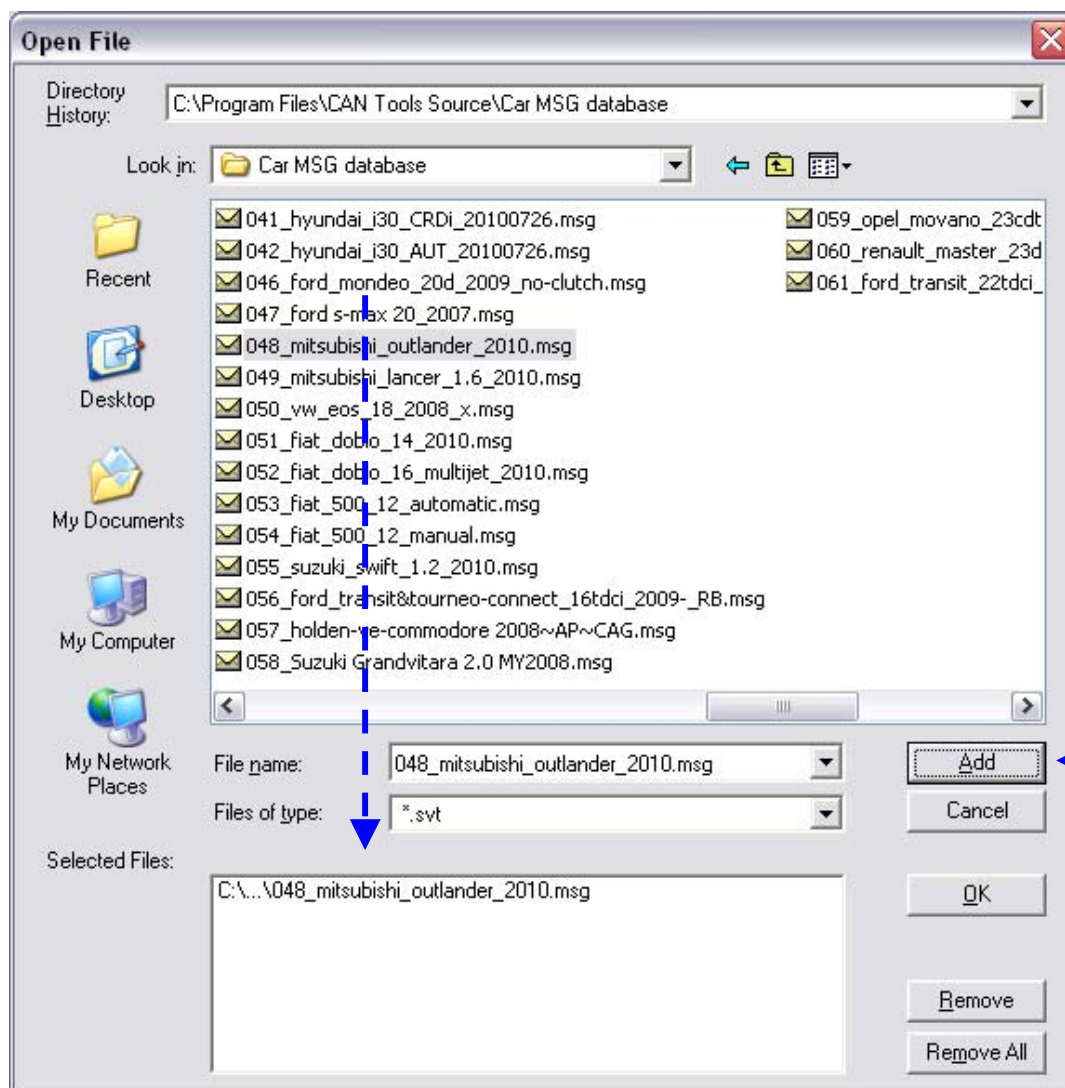 Open File
Directory
History:
C:\Program Files\CAN Tools Source\Car MSG database
Look in:
Car MSG database
Recent
Desktop
My Documents
My Computer
My Network
Places
041_hyundai_i30_CRDi_20100726.msg
042_hyundai_i30_AUT_20100726.msg
046_ford_mondeo_20d_2009_no-clutch.msg
047_ford s-max 20_2007.msg
048_mitsubishi_outlander_2010.msg
049_mitsubishi_lancer_1.6_2010.msg
050_vw_eos_18_2008_x.msg
051_fiat_doblo_14_2010.msg
052_fiat_doblo_16_multijet_2010.msg
053_fiat_500_12_automatic.msg
054_fiat_500_12_manual.msg
055_suzuki_swift_1.2_2010.msg
056_ford_transit&tourneo-connect_16tdci_2009-_RB.msg
057_holden-ve-commodore 2008~AP~CAG.msg
058_Suzuki Grandvitara 2.0 MY2008.msg
059_opel_movano_23cdt
060_renault_master_23d
061_ford_transit_22tdci_
File name:
048_mitsubishi_outlander_2010.msg
Add
Files of type:
*.svt
Cancel
Selected Files:
C:\...\048_mitsubishi_outlander_2010.msg
OK
Remove
Remove All